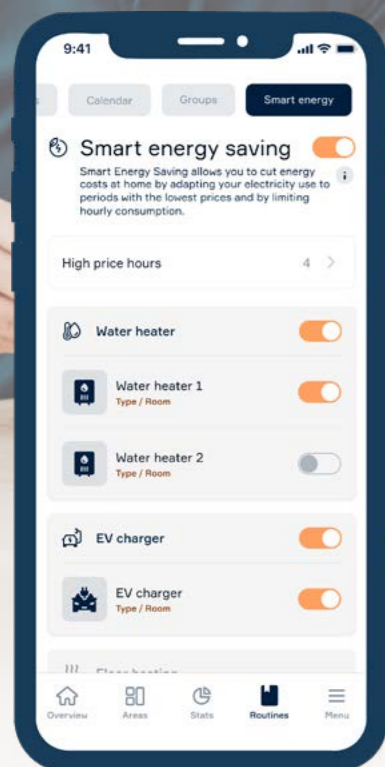 9:41
Calendar Groups Smart energy
Smart energy saving
Smart Energy Saving allows you to cut energy
costs at home by adapting your electricity use to
periods with the lowest prices and by limiting
hourly consumption.
i
High price hours 4
Water heater
Water heater 1
Type / Room
Water heater 2
Type / Room
EV charger
EV charger
Type / Room
Floor heating
Overview Areas Stats Routines Menu